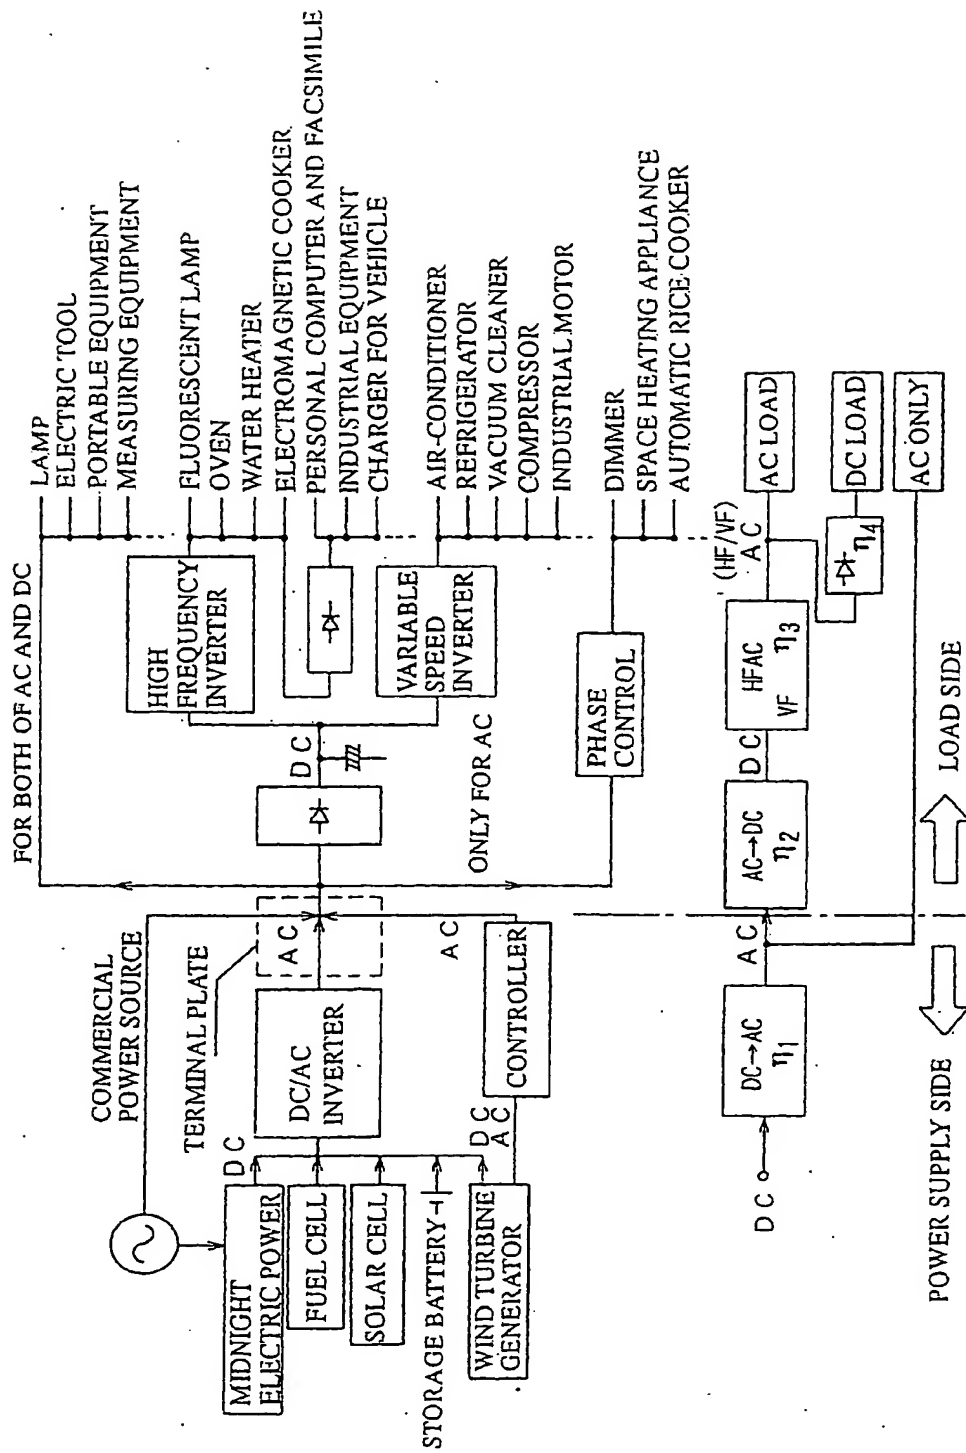 COMMERCIAL
POWER SOURCE
TERMINAL PLATE
FOR BOTH OF AC AND DC
LAMP
ELECTRIC TOOL
PORTABLE EQUIPMENT
MEASURING EQUIPMENT
MIDNIGHT
ELECTRIC POWER
DC
FUEL CELL
SOLAR CELL
STORAGE BATTERY
WIND TURBINE
GENERATOR
DC
AC
DC/AC
INVERTER
AC
CONTROLLER
AC
DC
HIGH
FREQUENCY
INVERTER
FLUORESCENT LAMP
OVEN
WATER HEATER
ELECTROMAGNETIC COOKER
PERSONAL COMPUTER AND FACSIMILE
INDUSTRIAL EQUIPMENT
CHARGER FOR VEHICLE
VARIABLE
SPEED
INVERTER
AIR-CONDITIONER
REFRIGERATOR
VACUUM CLEANER
COMPRESSOR
INDUSTRIAL MOTOR
ONLY FOR AC
PHASE
CONTROL
DIMMER
SPACE HEATING APPLIANCE
AUTOMATIC RICE COOKER
DC
DC→AC
η1
AC
AC→DC
η2
DC
HFAC
VF η3
(HF/VF)
AC
AC LOAD
η4
DC LOAD
AC ONLY
POWER SUPPLY SIDE
LOAD SIDE